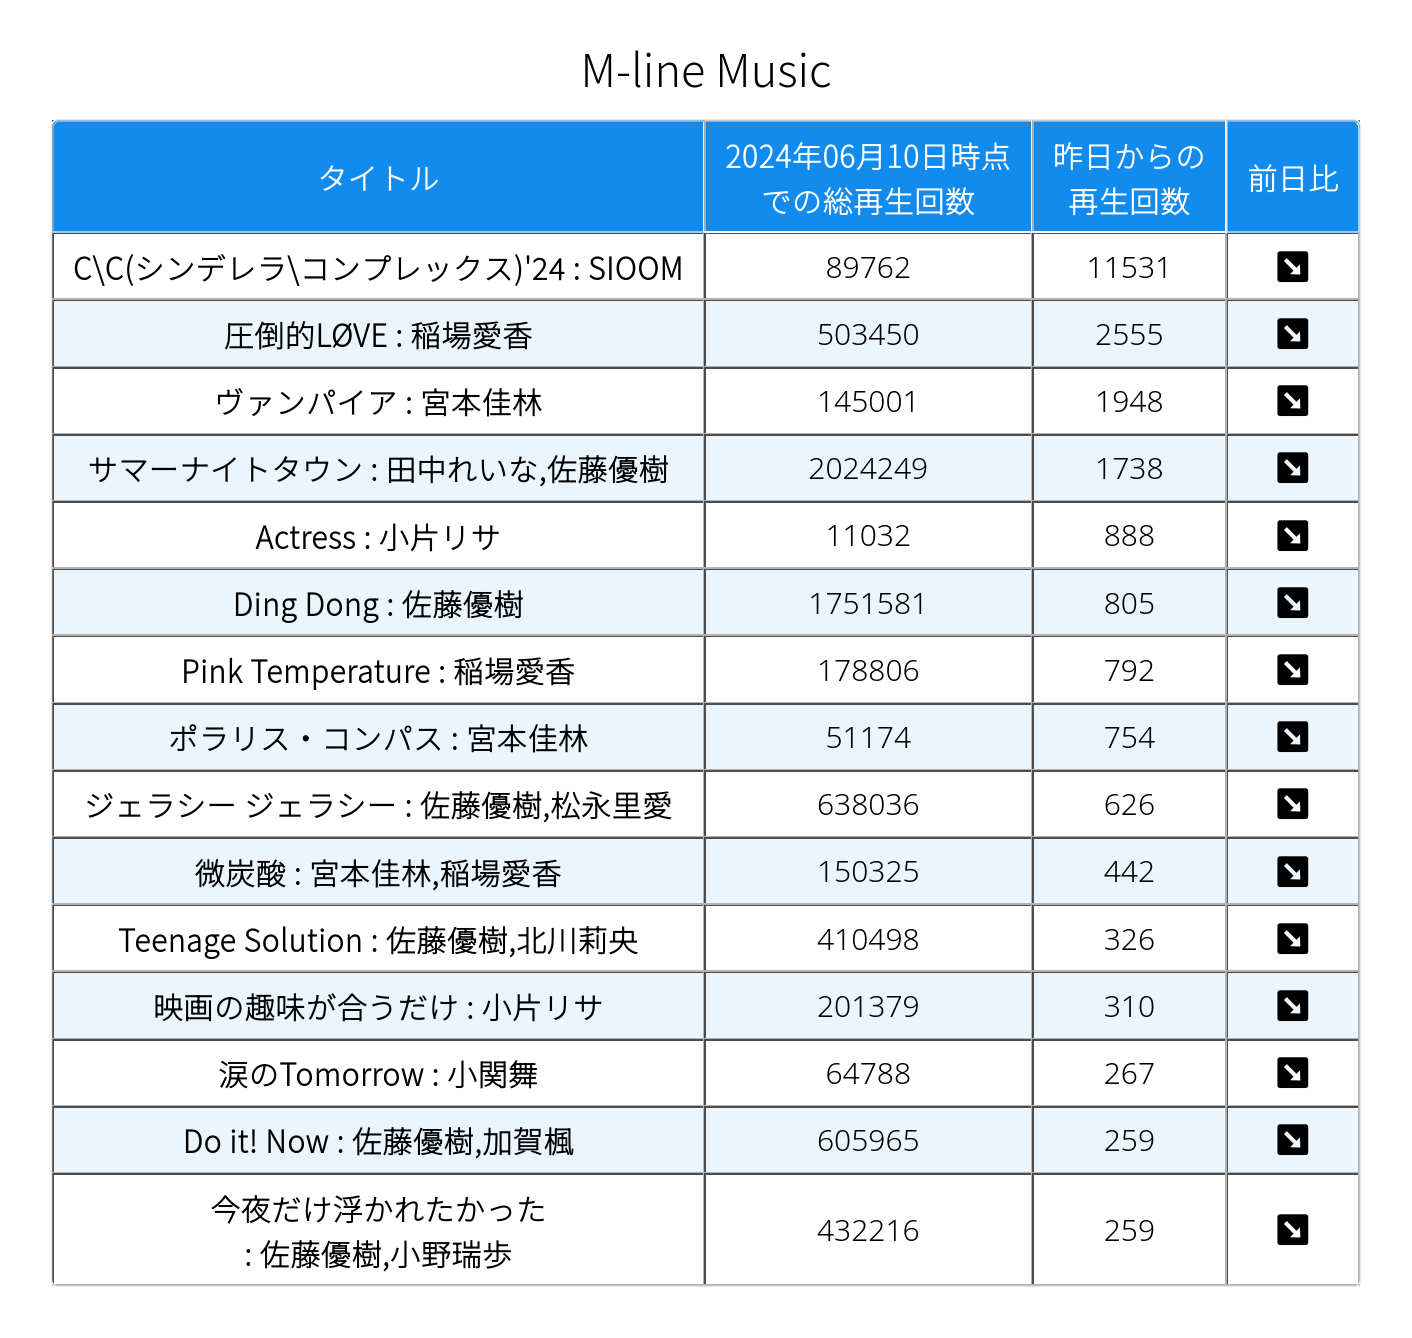 M-line Music
タイトル
2024年06月10日時点
での総再生回数
昨日からの
再生回数
前日比
C\C(シンデレラ\コンプレックス)'24 : SIOOM
89762
11531
圧倒的LØVE : 稲場愛香
503450
2555
ヴァンパイア : 宮本佳林
145001
1948
サマーナイトタウン : 田中れいな,佐藤優樹
2024249
1738
Actress : 小片リサ
11032
888
Ding Dong : 佐藤優樹
1751581
805
Pink Temperature : 稲場愛香
178806
792
ポラリス・コンパス : 宮本佳林
51174
754
ジェラシー ジェラシー : 佐藤優樹,松永里愛
638036
626
微炭酸 : 宮本佳林,稲場愛香
150325
442
Teenage Solution : 佐藤優樹,北川莉央
410498
326
映画の趣味が合うだけ : 小片リサ
201379
310
涙のTomorrow : 小関舞
64788
267
Do it! Now : 佐藤優樹,加賀楓
605965
259
今夜だけ浮かれたかった
: 佐藤優樹,小野瑞歩
432216
259